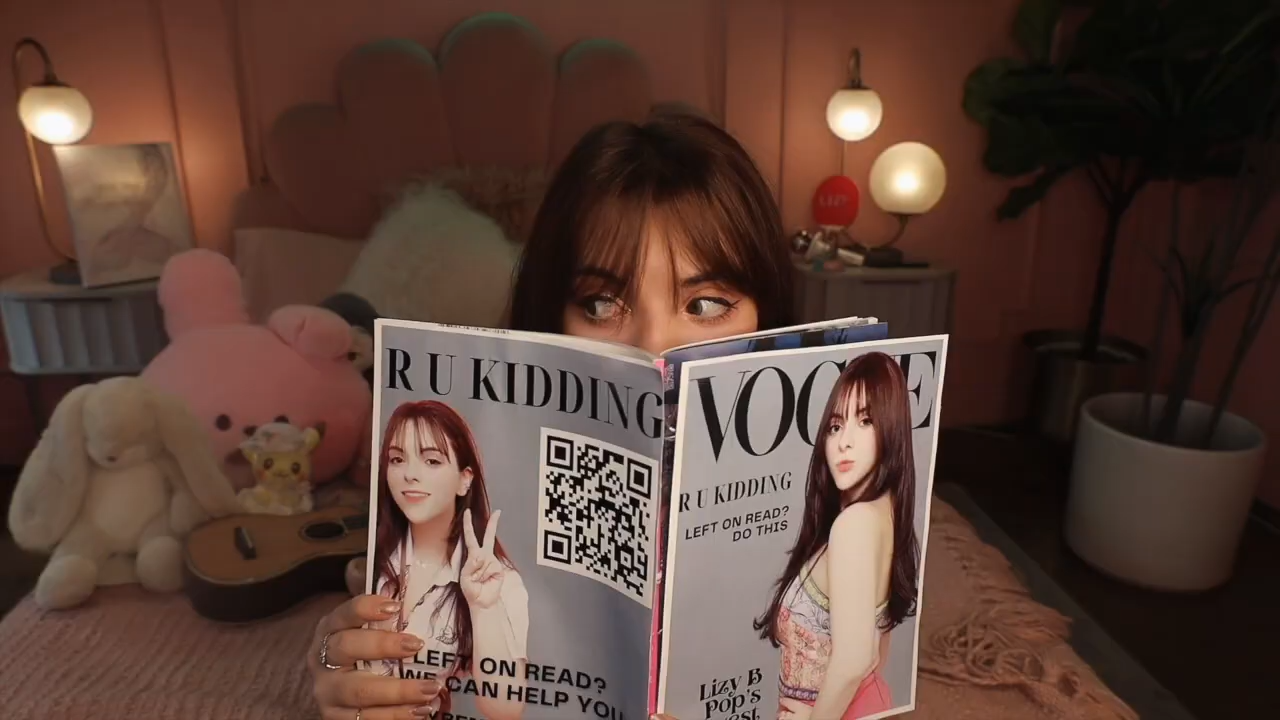 R U KIDDING
LEFT ON READ?
WE CAN HELP YOU
VOGUE
R U KIDDING
LEFT ON READ?
DO THIS
Lizy B
Pop's